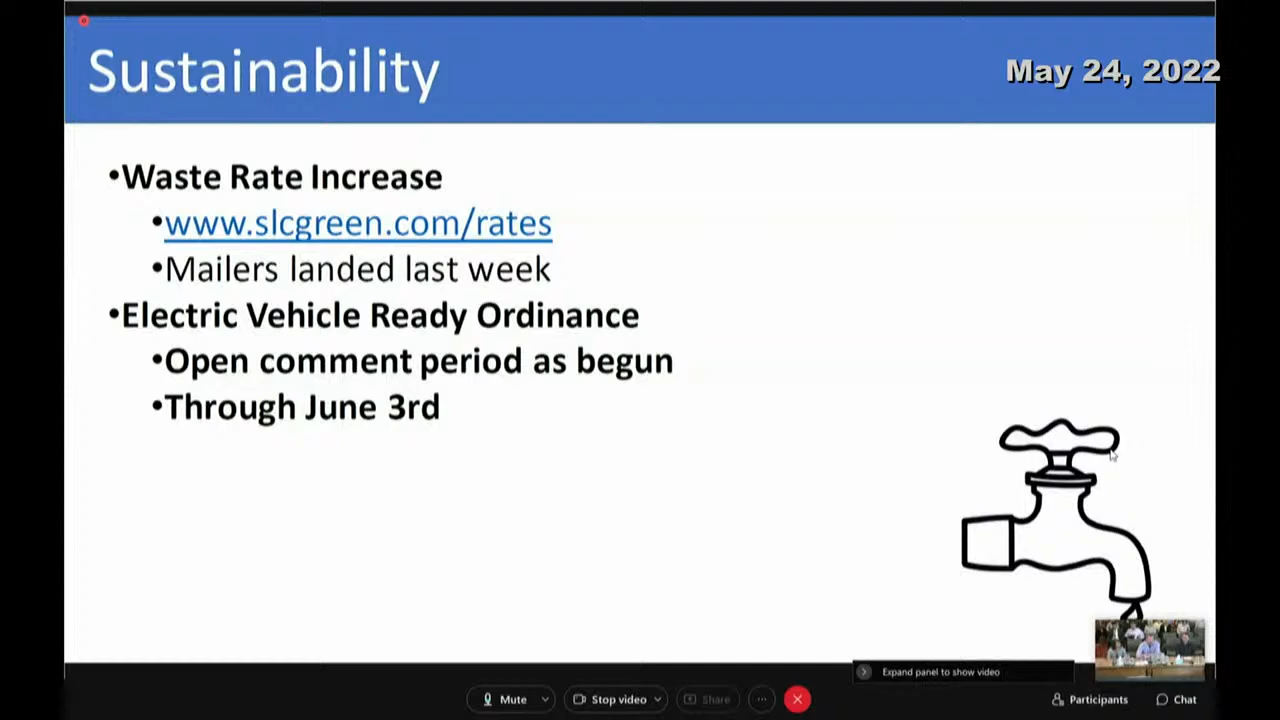 Sustainability
May 24, 2022
•Waste Rate Increase
•www.slcgreen.com/rates
•Mailers landed last week
•Electric Vehicle Ready Ordinance
•Open comment period as begun
•Through June 3rd
Expand panel to show video
Mute
Stop video
Share
Participants
Chat